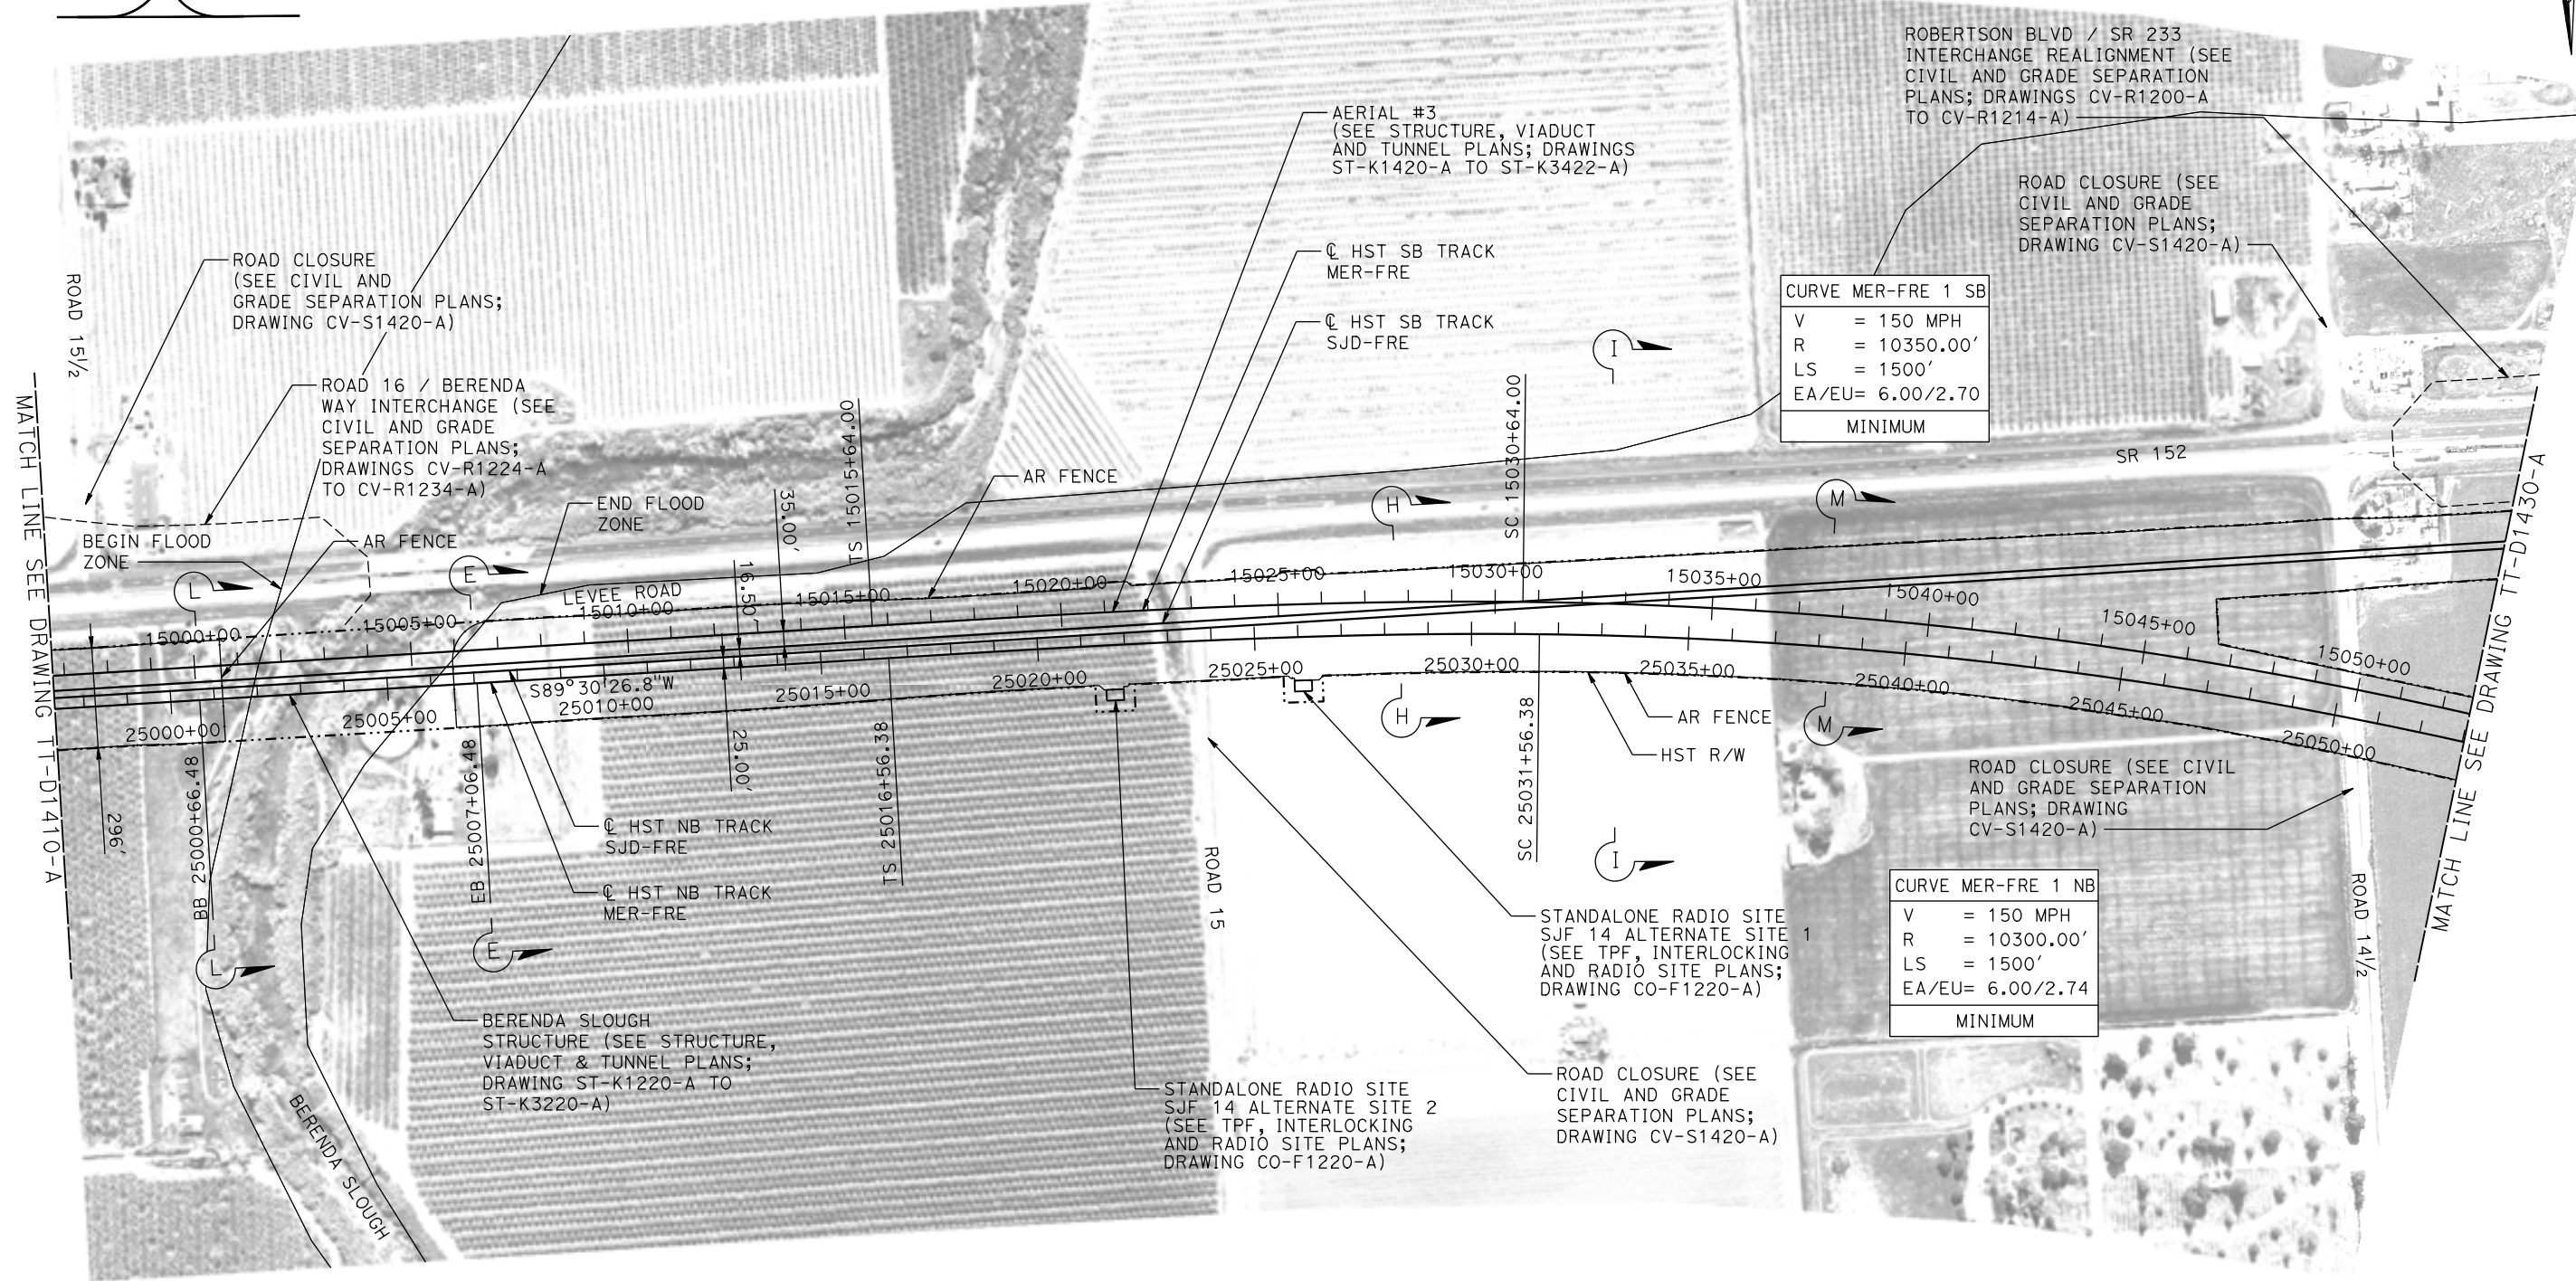 ROBERTSON BLVD / SR 233
INTERCHANGE REALIGNMENT (SEE
CIVIL AND GRADE SEPARATION
PLANS; DRAWINGS CV-R1200-A
TO CV-R1214-A)
AERIAL #3
(SEE STRUCTURE, VIADUCT
AND TUNNEL PLANS; DRAWINGS
ST-K1420-A TO ST-K3422-A)
ROAD CLOSURE (SEE
CIVIL AND GRADE
SEPARATION PLANS;
DRAWING CV-S1420-A)
ROAD CLOSURE
(SEE CIVIL AND
GRADE SEPARATION PLANS;
DRAWING CV-S1420-A)
℄ HST SB TRACK
MER-FRE
℄ HST SB TRACK
SJD-FRE
ROAD 15½
I
CURVE MER-FRE 1 SB
V = 150 MPH
R = 10350.00'
LS = 1500'
EA/EU= 6.00/2.70
MINIMUM
ROAD 16 / BERENDA
WAY INTERCHANGE (SEE
CIVIL AND GRADE
SEPARATION PLANS;
DRAWINGS CV-R1224-A
TO CV-R1234-A)
MATCH LINE SEE DRAWING TT-D1410-A
TS 15015+64.00
SC 15030+64.00
SR 152
MATCH LINE SEE DRAWING TT-D1430-A
AR FENCE
END FLOOD
ZONE
35.00'
H
M
BEGIN FLOOD
ZONE
AR FENCE
L
E
LEVEE ROAD
16.50'
15000+00
15005+00
15010+00
15015+00
15020+00
15025+00
15030+00
15035+00
15040+00
15045+00
15050+00
S89°30'26.8"W
25000+00
25005+00
25010+00
25015+00
25020+00
25025+00
25030+00
25035+00
25040+00
25045+00
25050+00
296'
BB 25000+66.48
EB 25007+06.48
25.00'
TS 25016+56.38
SC 25031+56.38
H
AR FENCE
M
HST R/W
ROAD CLOSURE (SEE CIVIL
AND GRADE SEPARATION
PLANS; DRAWING
CV-S1420-A)
℄ HST NB TRACK
SJD-FRE
℄ HST NB TRACK
MER-FRE
ROAD 15
I
ROAD 14½
CURVE MER-FRE 1 NB
V = 150 MPH
R = 10300.00'
LS = 1500'
EA/EU= 6.00/2.74
MINIMUM
L
E
STANDALONE RADIO SITE
SJF 14 ALTERNATE SITE 1
(SEE TPF, INTERLOCKING
AND RADIO SITE PLANS;
DRAWING CO-F1220-A)
BERENDA SLOUGH
STRUCTURE (SEE STRUCTURE,
VIADUCT & TUNNEL PLANS;
DRAWING ST-K1220-A TO
ST-K3220-A)
BERENDA SLOUGH
STANDALONE RADIO SITE
SJF 14 ALTERNATE SITE 2
(SEE TPF, INTERLOCKING
AND RADIO SITE PLANS;
DRAWING CO-F1220-A)
ROAD CLOSURE (SEE
CIVIL AND GRADE
SEPARATION PLANS;
DRAWING CV-S1420-A)